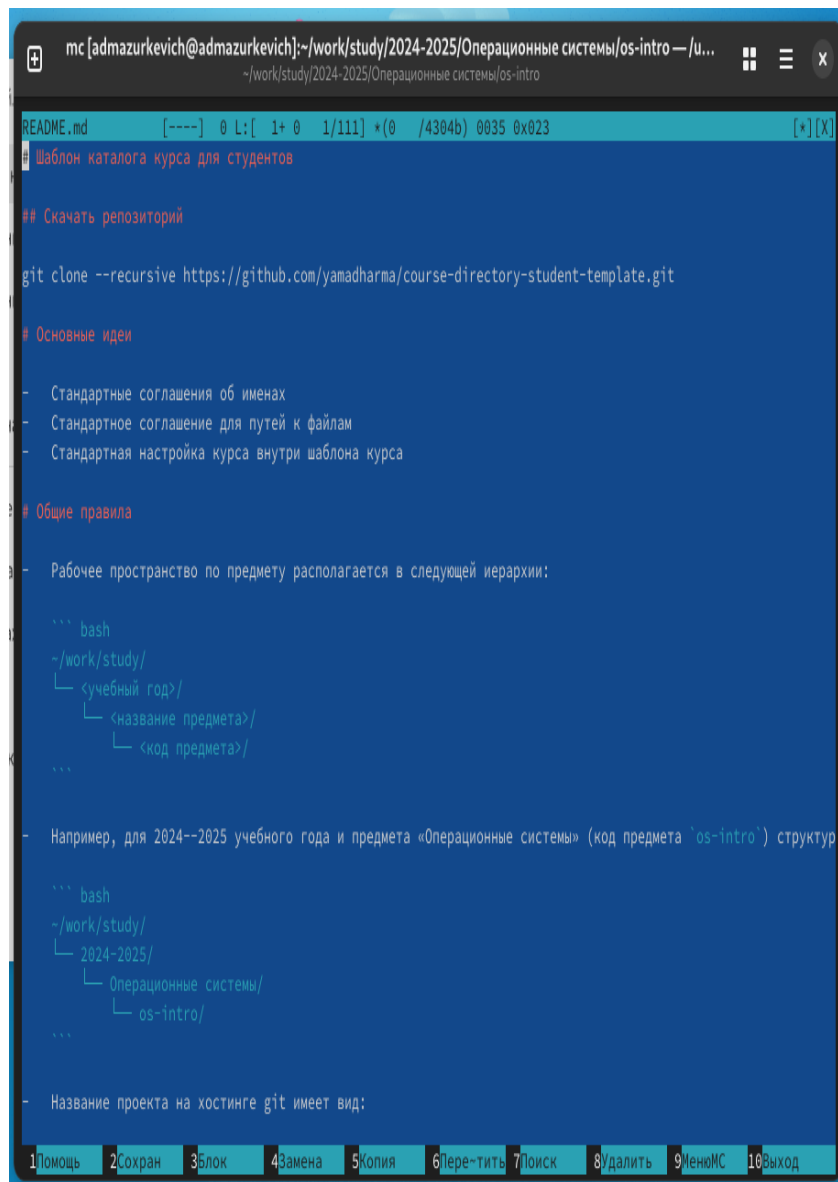 mc [admazurkevich@admazurkevich]:~/work/study/2024-2025/Операционные системы/os-intro — /u...
~/work/study/2024-2025/Операционные системы/os-intro
README.md [----] 0 L:[ 1+ 0 1/111] *(0 /4304b) 0035 0x023 [*][X]
# Шаблон каталога курса для студентов
## Скачать репозиторий
git clone --recursive https://github.com/yamadharma/course-directory-student-template.git
# Основные идеи
- Стандартные соглашения об именах
- Стандартное соглашение для путей к файлам
- Стандартная настройка курса внутри шаблона курса
# Общие правила
- Рабочее пространство по предмету располагается в следующей иерархии:
``` bash
~/work/study/
└── <учебный год>/
└── <название предмета>/
└── <код предмета>/
```
- Например, для 2024--2025 учебного года и предмета «Операционные системы» (код предмета `os-intro`) структур
``` bash
~/work/study/
└── 2024-2025/
└── Операционные системы/
└── os-intro/
```
- Название проекта на хостинге git имеет вид:
1Помощь 2Сохран 3Блок 4Замена 5Копия 6Пере~тить 7Поиск 8Удалить 9МенюMC 10Выход